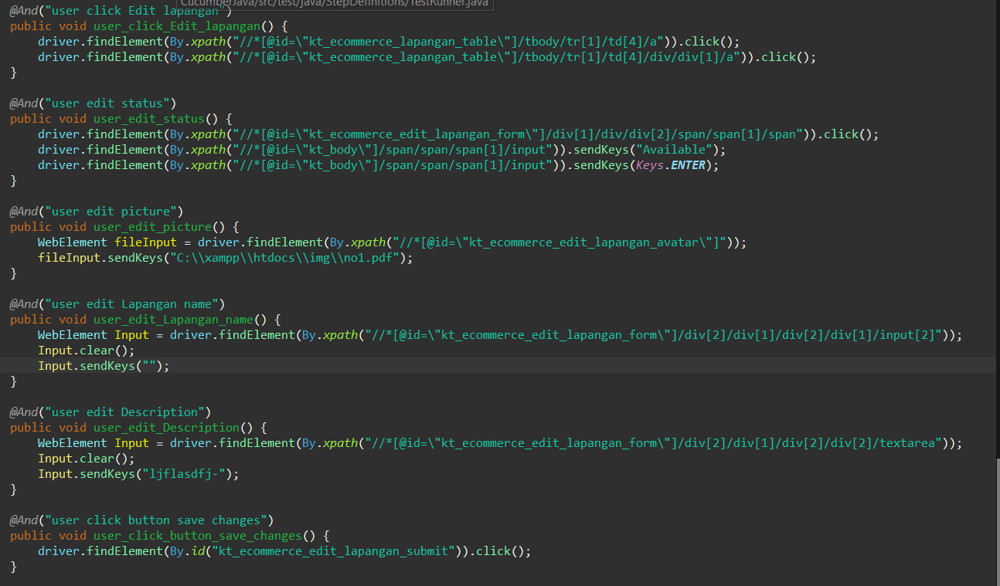 CucumberJava/src/test/java/StepDefinitions/TestRunner.java
@And("user click Edit lapangan")
public void user_click_Edit_lapangan() {
    driver.findElement(By.xpath("//*[@id=\"kt_ecommerce_lapangan_table\"]/tbody/tr[1]/td[4]/a")).click();
    driver.findElement(By.xpath("//*[@id=\"kt_ecommerce_lapangan_table\"]/tbody/tr[1]/td[4]/div/div[1]/a")).click();
}
@And("user edit status")
public void user_edit_status() {
    driver.findElement(By.xpath("//*[@id=\"kt_ecommerce_edit_lapangan_form\"]/div[1]/div/div[2]/span/span[1]/span")).click();
    driver.findElement(By.xpath("//*[@id=\"kt_body\"]/span/span/span[1]/input")).sendKeys("Available");
    driver.findElement(By.xpath("//*[@id=\"kt_body\"]/span/span/span[1]/input")).sendKeys(Keys.ENTER);
}
@And("user edit picture")
public void user_edit_picture() {
    WebElement fileInput = driver.findElement(By.xpath("//*[@id=\"kt_ecommerce_edit_lapangan_avatar\"]"));
    fileInput.sendKeys("C:\\xampp\\htdocs\\img\\no1.pdf");
}
@And("user edit Lapangan name")
public void user_edit_Lapangan_name() {
    WebElement Input = driver.findElement(By.xpath("//*[@id=\"kt_ecommerce_edit_lapangan_form\"]/div[2]/div[1]/div[2]/div[1]/input[2]"));
    Input.clear();
    Input.sendKeys("");
}
@And("user edit Description")
public void user_edit_Description() {
    WebElement Input = driver.findElement(By.xpath("//*[@id=\"kt_ecommerce_edit_lapangan_form\"]/div[2]/div[1]/div[2]/div[2]/textarea"));
    Input.clear();
    Input.sendKeys("ljflasdfj-");
}
@And("user click button save changes")
public void user_click_button_save_changes() {
    driver.findElement(By.id("kt_ecommerce_edit_lapangan_submit")).click();
}